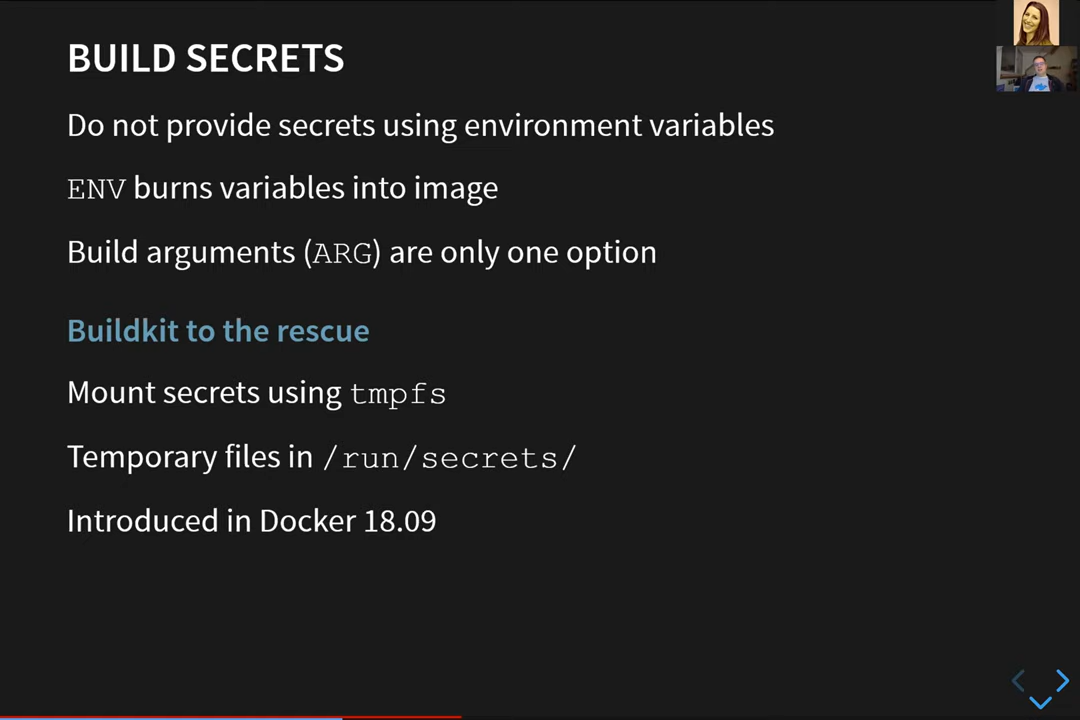 BUILD SECRETS
Do not provide secrets using environment variables
ENV burns variables into image
Build arguments (ARG) are only one option
Buildkit to the rescue
Mount secrets using tmpfs
Temporary files in /run/secrets/
Introduced in Docker 18.09